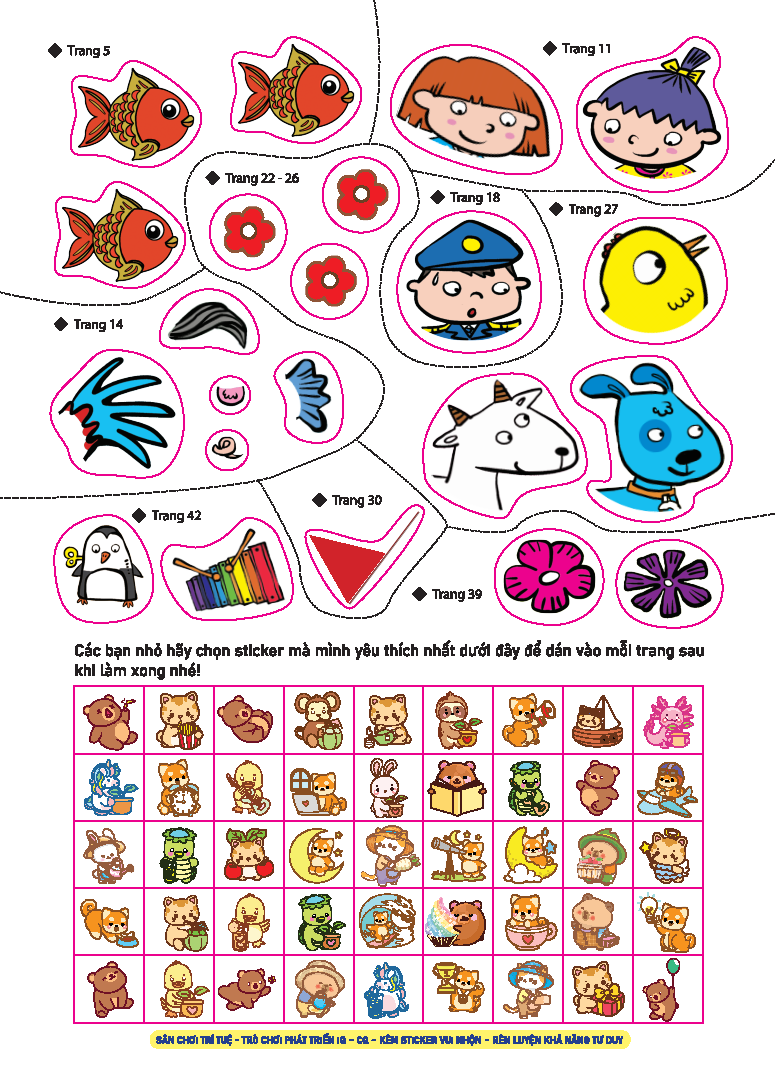 Trang 5
Trang 11
Trang 22 - 26
Trang 18
Trang 27
Trang 14
Trang 30
Trang 42
Trang 39
Các bạn nhỏ hãy chọn sticker mà mình yêu thích nhất dưới đây để dán vào mỗi trang sau
khi làm xong nhé!
SÂN CHƠI TRÍ TUỆ - TRÒ CHƠI PHÁT TRIỂN IQ - CQ - KÈM STICKER VUI NHỘN - RÈN LUYỆN KHẢ NĂNG TƯ DUY